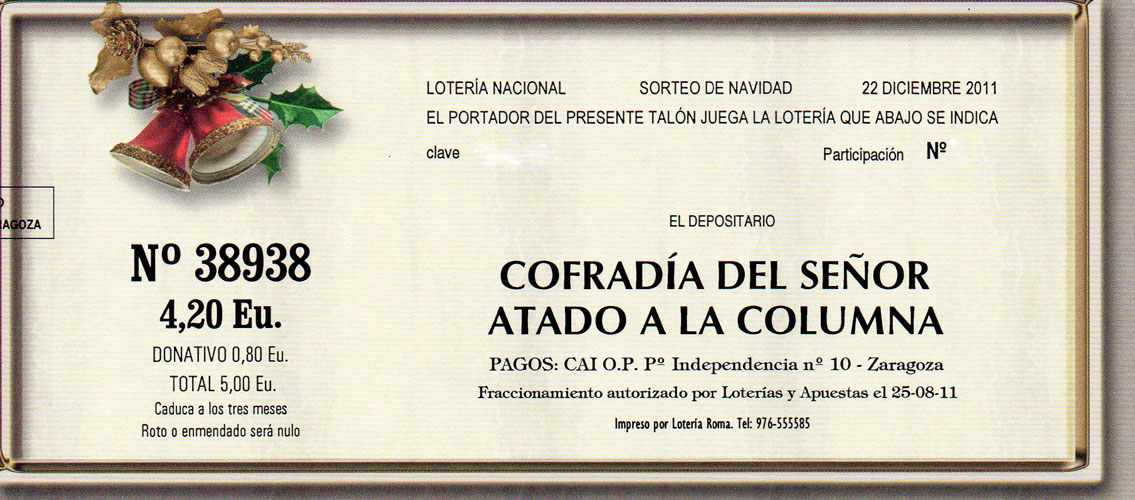 LOTERÍA NACIONAL SORTEO DE NAVIDAD 22 DICIEMBRE 2011
EL PORTADOR DEL PRESENTE TALÓN JUEGA LA LOTERÍA QUE ABAJO SE INDICA
clave Participación Nº
AGOZA
EL DEPOSITARIO
Nº 38938
4,20 Eu.
DONATIVO 0,80 Eu.
TOTAL 5,00 Eu.
Caduca a los tres meses
Roto o enmendado será nulo
COFRADÍA DEL SEÑOR
ATADO A LA COLUMNA
PAGOS: CAI O.P. Pº Independencia nº 10 - Zaragoza
Fraccionamiento autorizado por Loterías y Apuestas el 25-08-11
Impreso por Lotería Roma. Tel: 976-555585